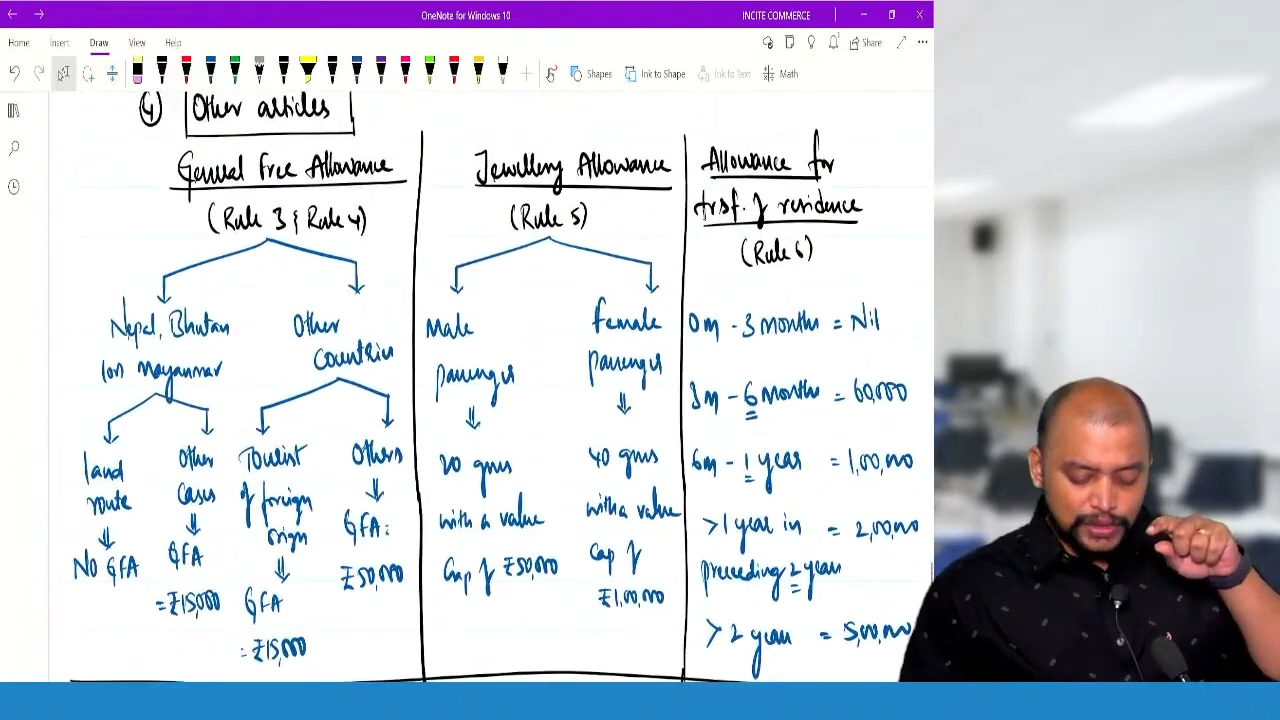 OneNote for Windows 10
INCITE COMMERCE
Home Insert Draw View Help
Share
Shapes
Ink to Shape
Ink to Text
Math
④ Other articles
General Free Allowance
(Rule 3 & Rule 4)
Nepal, Bhutan
(or) Mayanmar
land
route
⇓
No GFA
Other
Cases
⇓
GFA
= ₹15,000
Other
Countries
Tourist
of foreign
origin
⇓
GFA
= ₹15,000
Others
⇓
GFA:
₹50,000
Jewellery Allowance
(Rule 5)
Male
passenger
⇓
20 gms
with a value
Cap of ₹50,000
female
passenger
⇓
40 gms
with a value
Cap of
₹1,00,000
Allowance for
trsf. of residence
(Rule 6)
0m - 3 months = Nil
3m - 6 months = 60,000
6m - 1 year = 1,00,000
>1 year in = 2,00,000
preceding 2 year
> 2 year = 5,00,000